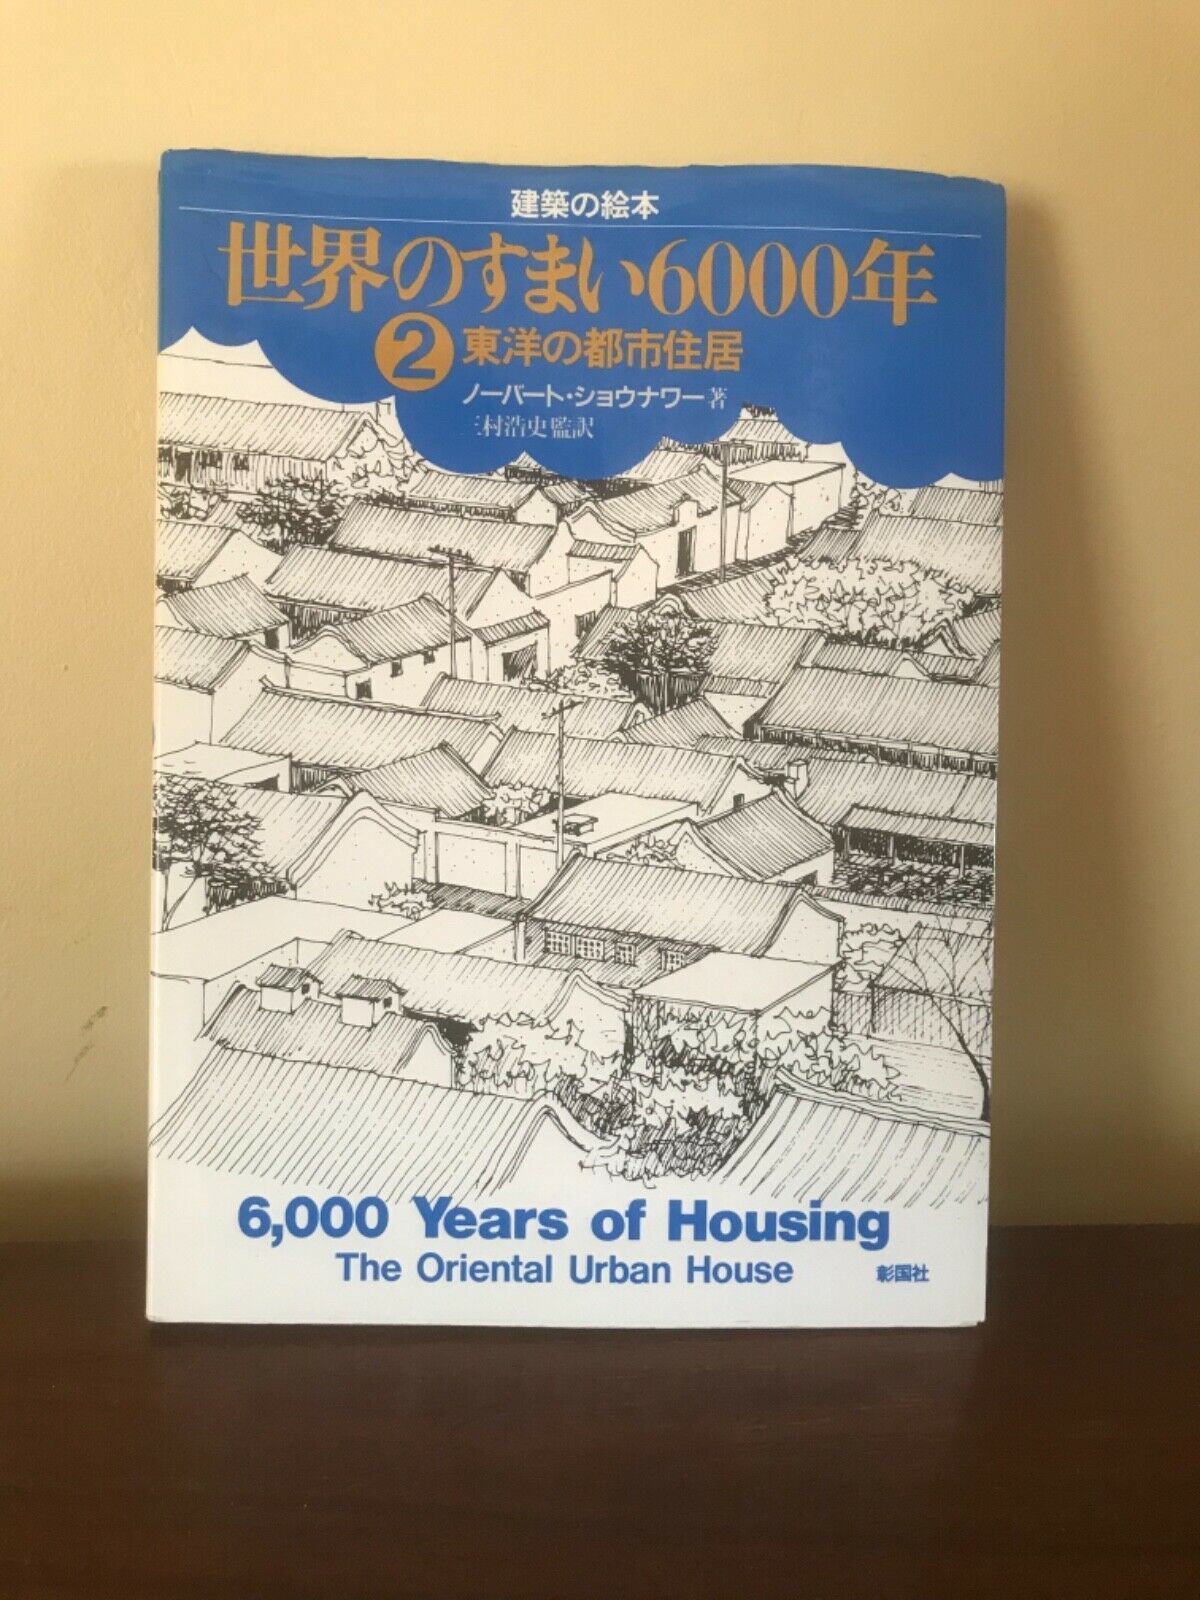 建築の絵本
世界のすまい6000年
2 東洋の都市住居
ノーバート・ショウナワー 著
三村浩史 監訳
6,000 Years of Housing
The Oriental Urban House
彰国社